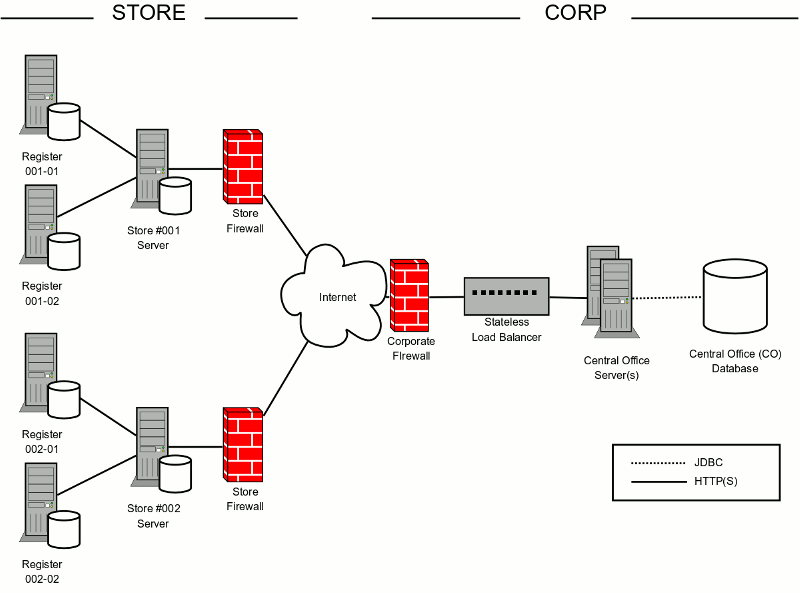 STORE
CORP
Register
001-01
Register
001-02
Store #001
Server
Store
Firewall
Register
002-01
Register
002-02
Store #002
Server
Store
Firewall
Internet
Corporate
FIrewall
Stateless
Load Balancer
Central Office
Server(s)
Central Office (CO)
Database
JDBC
HTTP(S)